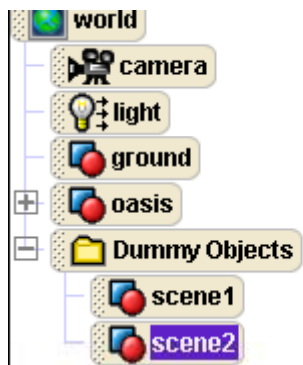 world
camera
light
ground
oasis
Dummy Objects
scene1
scene2